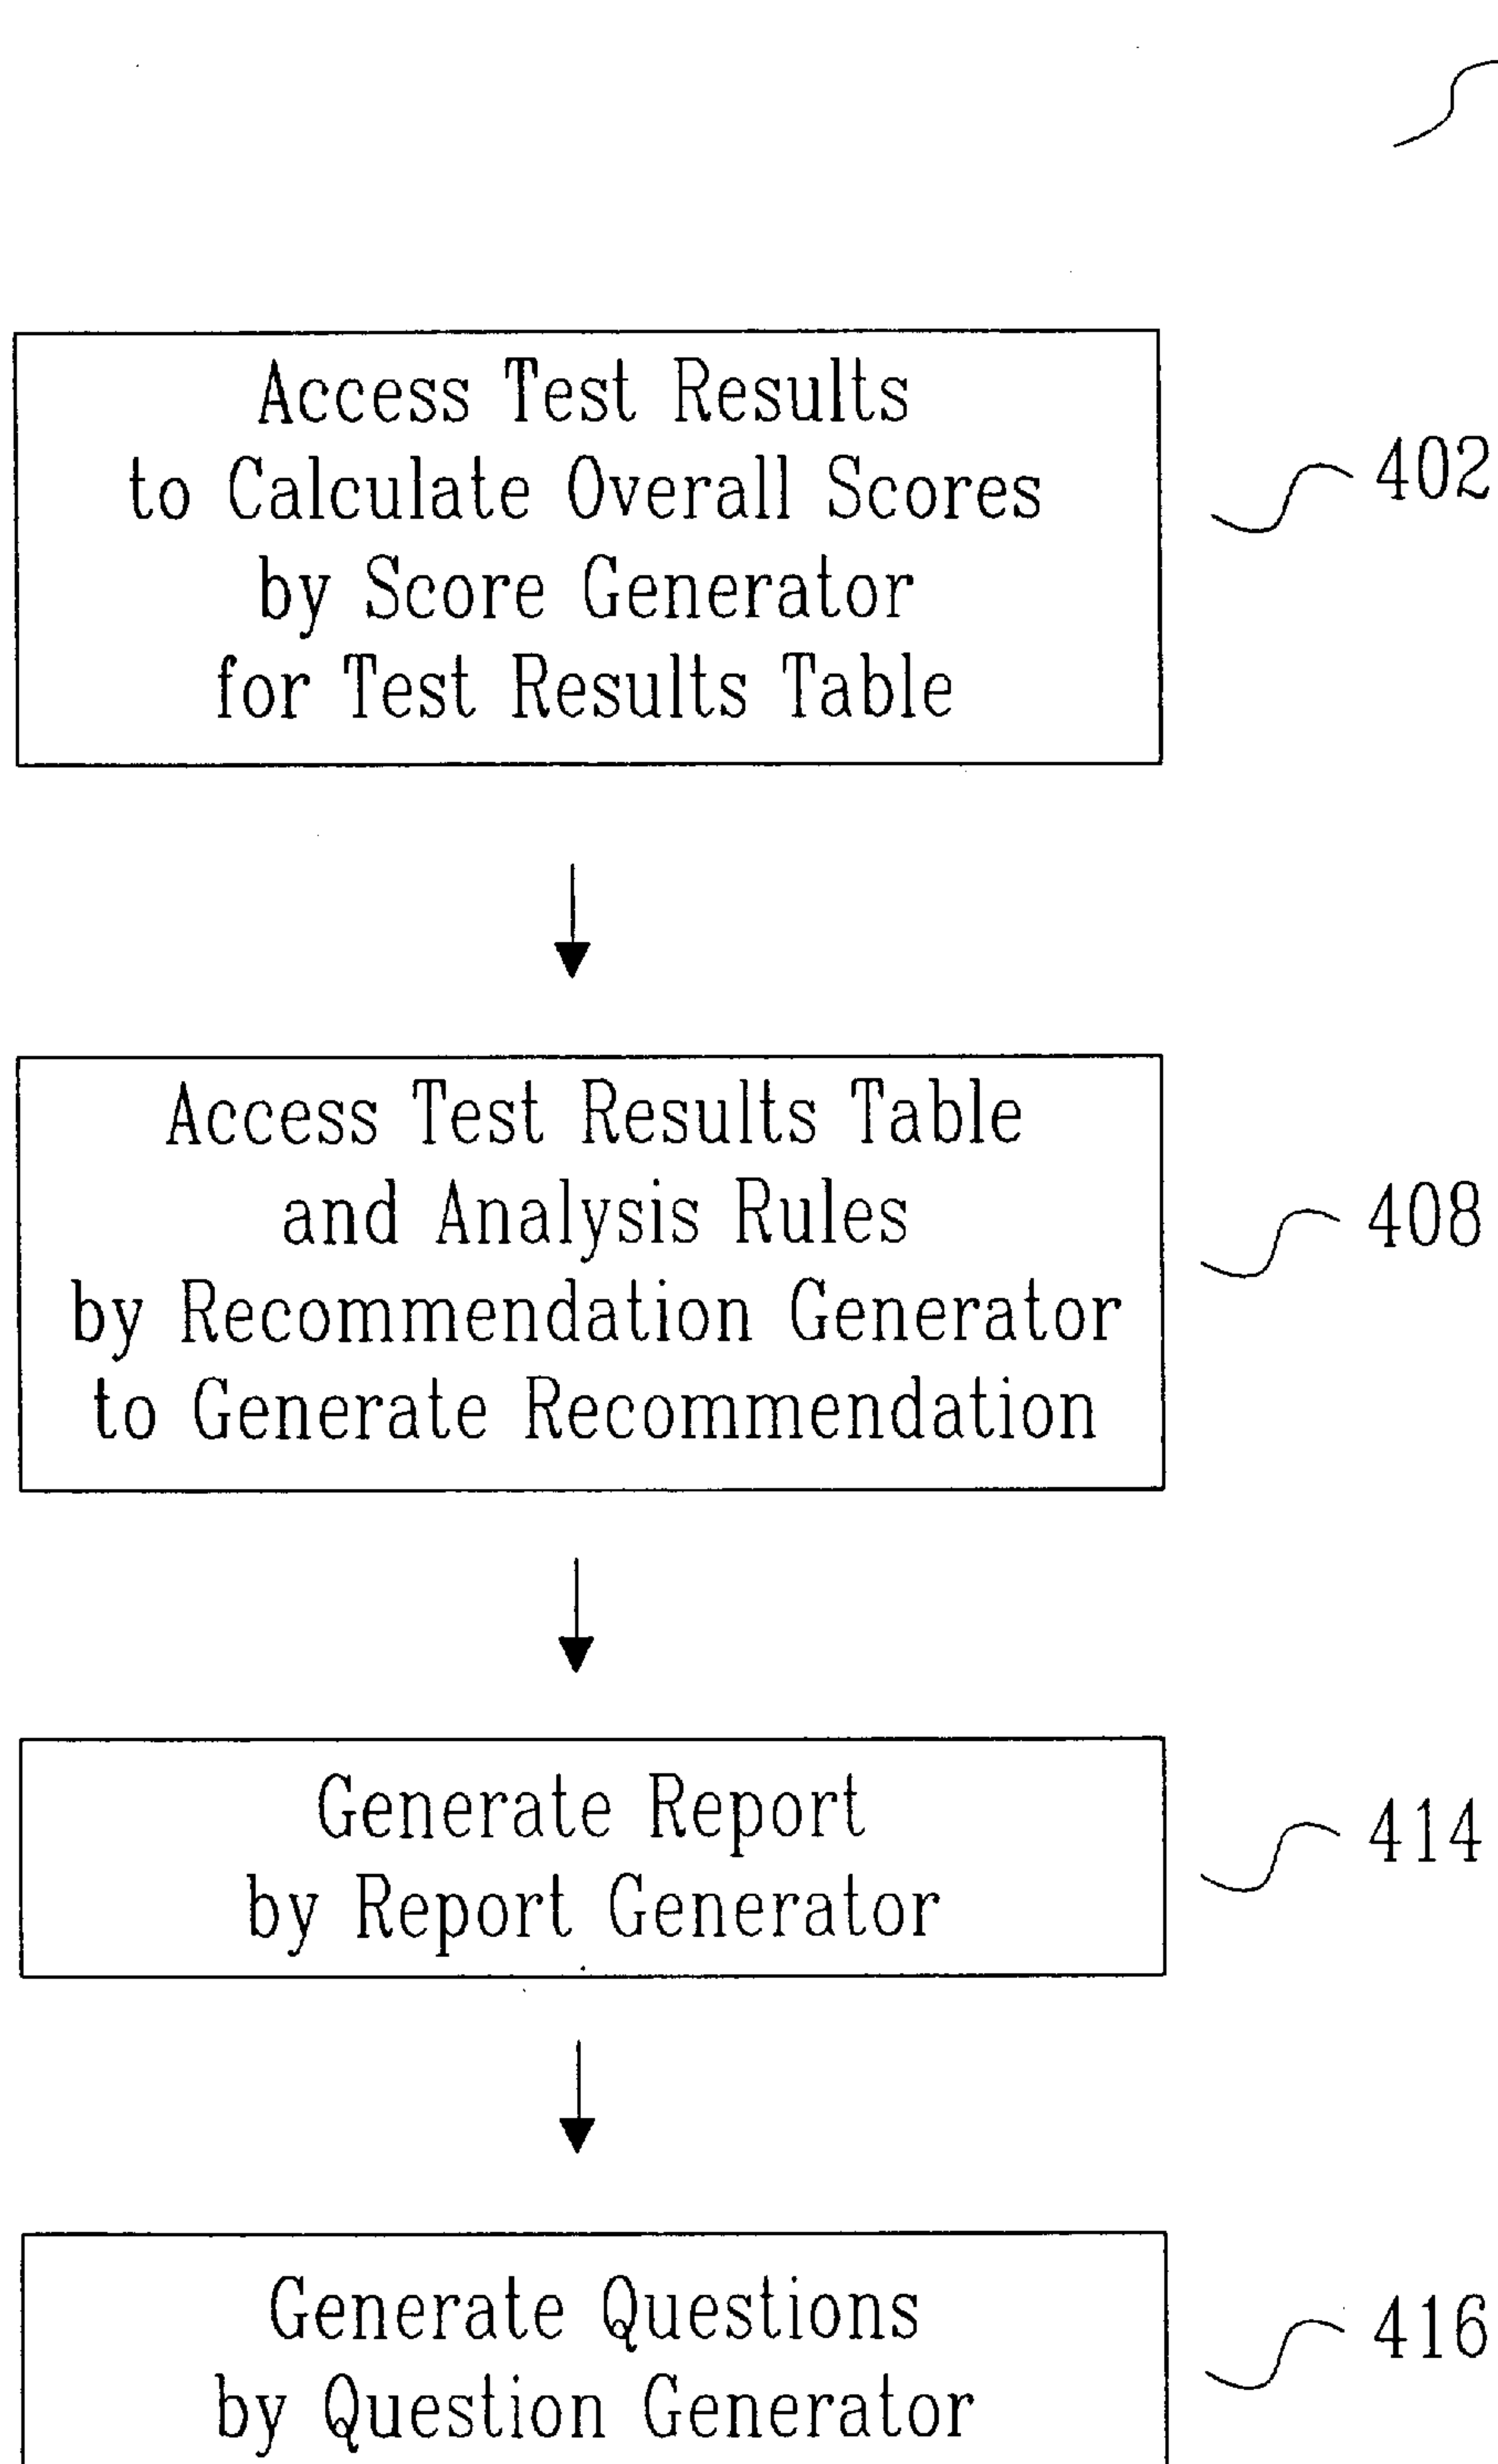 Access Test Results
to Calculate Overall Scores
by Score Generator
for Test Results Table
402
Access Test Results Table
and Analysis Rules
by Recommendation Generator
to Generate Recommendation
408
Generate Report
by Report Generator
414
Generate Questions
by Question Generator
416